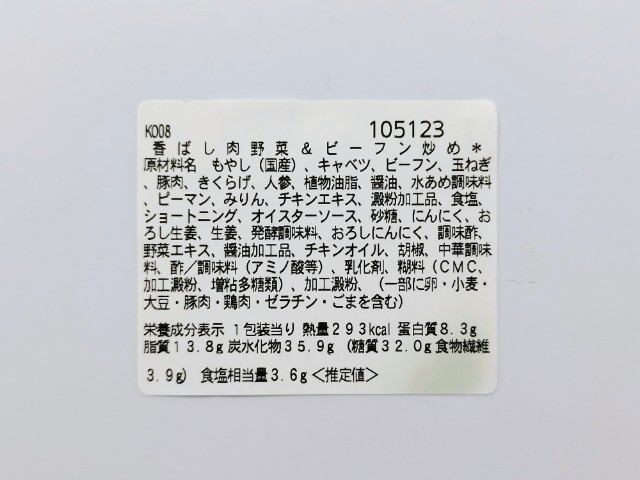 K008 105123
香ばし肉野菜&ビーフン炒め*
原材料名 もやし(国産)、キャベツ、ビーフン、玉ねぎ
、豚肉、きくらげ、人参、植物油脂、醤油、水あめ調味料
、ピーマン、みりん、チキンエキス、澱粉加工品、食塩、
ショートニング、オイスターソース、砂糖、にんにく、お
ろし生姜、生姜、発酵調味料、おろしにんにく、調味酢、
野菜エキス、醤油加工品、チキンオイル、胡椒、中華調味
料、酢/調味料(アミノ酸等)、乳化剤、糊料(CMC、
加工澱粉、増粘多糖類)、加工澱粉、(一部に卵・小麦・
大豆・豚肉・鶏肉・ゼラチン・ごまを含む)
栄養成分表示 1包装当り 熱量293kcal 蛋白質8.3g
脂質13.8g 炭水化物35.9g (糖質32.0g 食物繊維
3.9g) 食塩相当量3.6g<推定値>